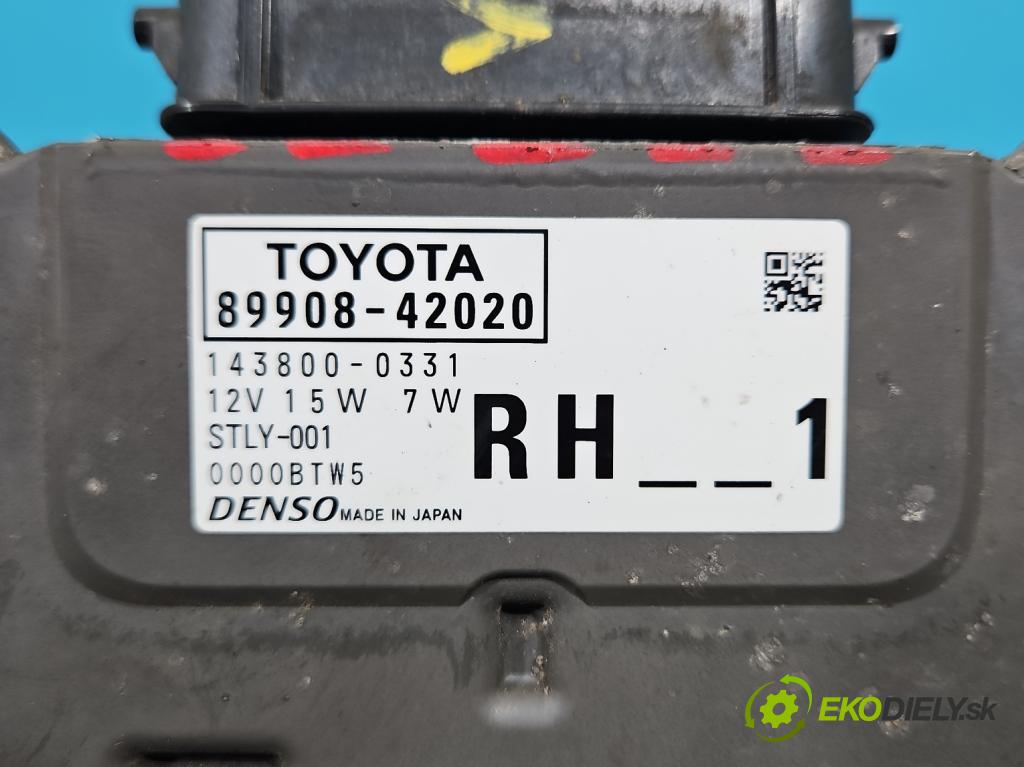 TOYOTA
89908-42020
143800-0331
12V 15W 7W
STLY-001
0000BTW5
RH__1
DENSO MADE IN JAPAN
EKODIELY.sk